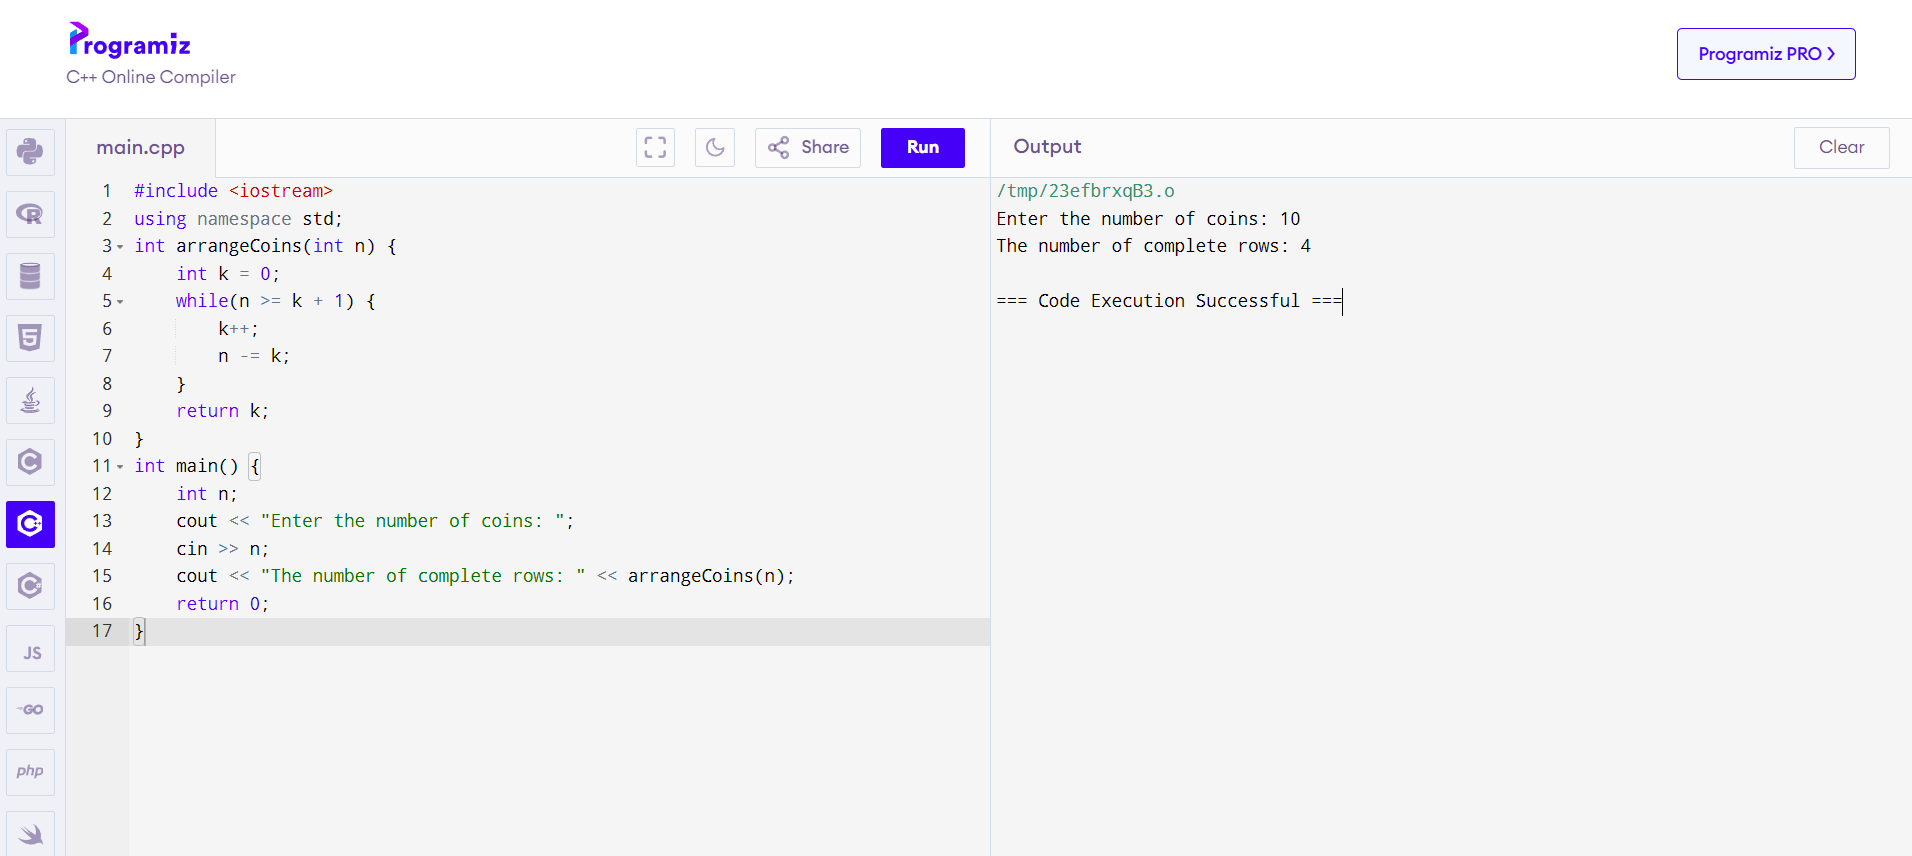 Programiz
C++ Online Compiler
Programiz PRO >
main.cpp
Share
Run
Output
Clear
1 #include <iostream>
2 using namespace std;
3 int arrangeCoins(int n) {
4     int k = 0;
5     while(n >= k + 1) {
6         k++;
7         n -= k;
8     }
9     return k;
10 }
11 int main() {
12     int n;
13     cout << "Enter the number of coins: ";
14     cin >> n;
15     cout << "The number of complete rows: " << arrangeCoins(n);
16     return 0;
17 }
/tmp/23efbrxqB3.o
Enter the number of coins: 10
The number of complete rows: 4
=== Code Execution Successful ===
R
5
C
C++
C
JS
GO
php